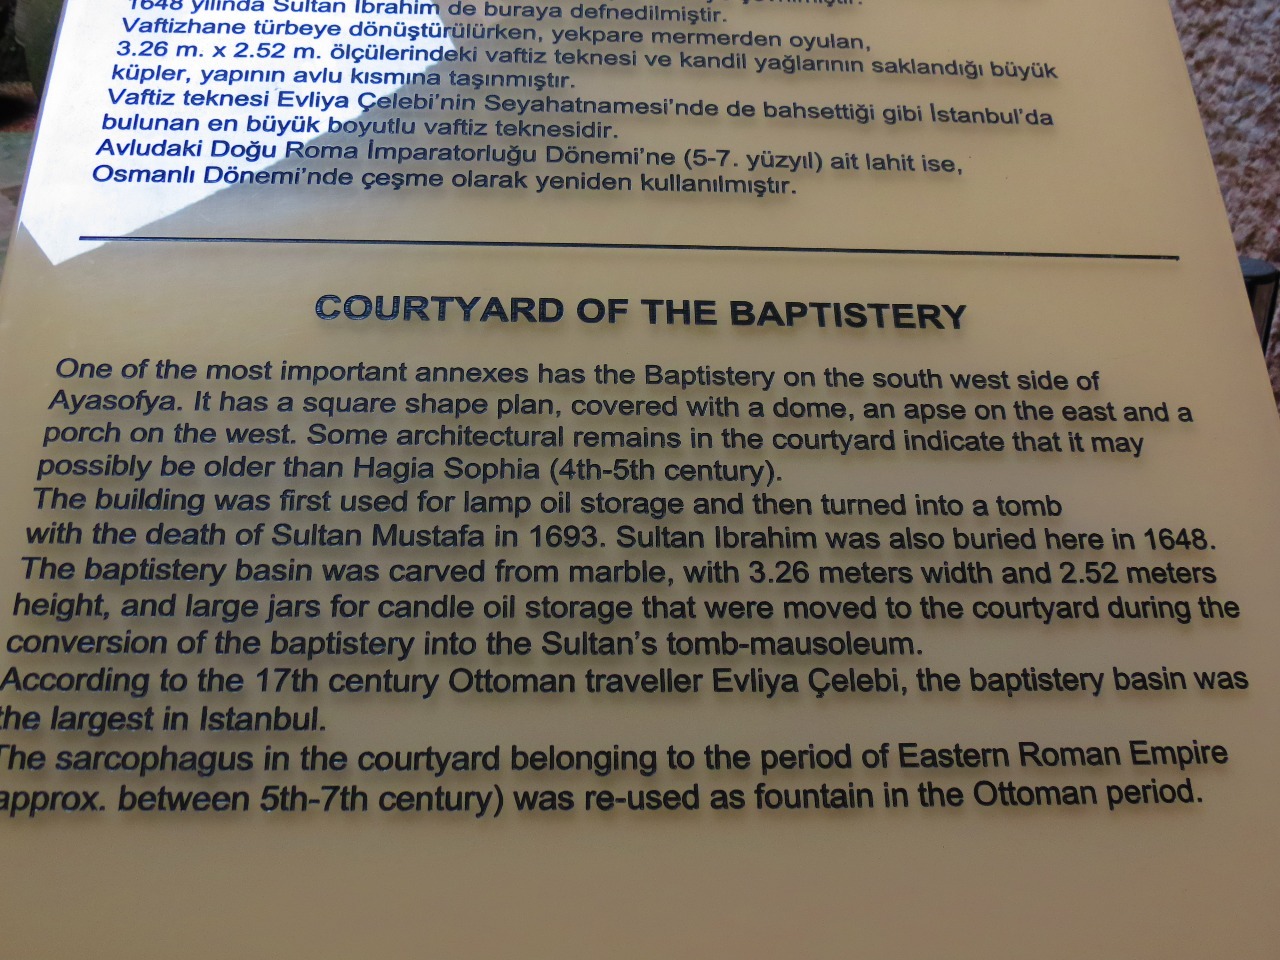 1648 yılında Sultan İbrahim de buraya defnedilmiştir.
Vaftizhane türbeye dönüştürülürken, yekpare mermerden oyulan,
3.26 m. x 2.52 m. ölçülerindeki vaftiz teknesi ve kandil yağlarının saklandığı büyük
küpler, yapının avlu kısmına taşınmıştır.
Vaftiz teknesi Evliya Çelebi'nin Seyahatnamesi'nde de bahsettiği gibi İstanbul'da
bulunan en büyük boyutlu vaftiz teknesidir.
Avludaki Doğu Roma İmparatorluğu Dönemi'ne (5-7. yüzyıl) ait lahit ise,
Osmanlı Dönemi'nde çeşme olarak yeniden kullanılmıştır.
COURTYARD OF THE BAPTISTERY
One of the most important annexes has the Baptistery on the south west side of
Ayasofya. It has a square shape plan, covered with a dome, an apse on the east and a
porch on the west. Some architectural remains in the courtyard indicate that it may
possibly be older than Hagia Sophia (4th-5th century).
The building was first used for lamp oil storage and then turned into a tomb
with the death of Sultan Mustafa in 1693. Sultan Ibrahim was also buried here in 1648.
The baptistery basin was carved from marble, with 3.26 meters width and 2.52 meters
height, and large jars for candle oil storage that were moved to the courtyard during the
conversion of the baptistery into the Sultan's tomb-mausoleum.
According to the 17th century Ottoman traveller Evliya Çelebi, the baptistery basin was
the largest in Istanbul.
The sarcophagus in the courtyard belonging to the period of Eastern Roman Empire
approx. between 5th-7th century) was re-used as fountain in the Ottoman period.